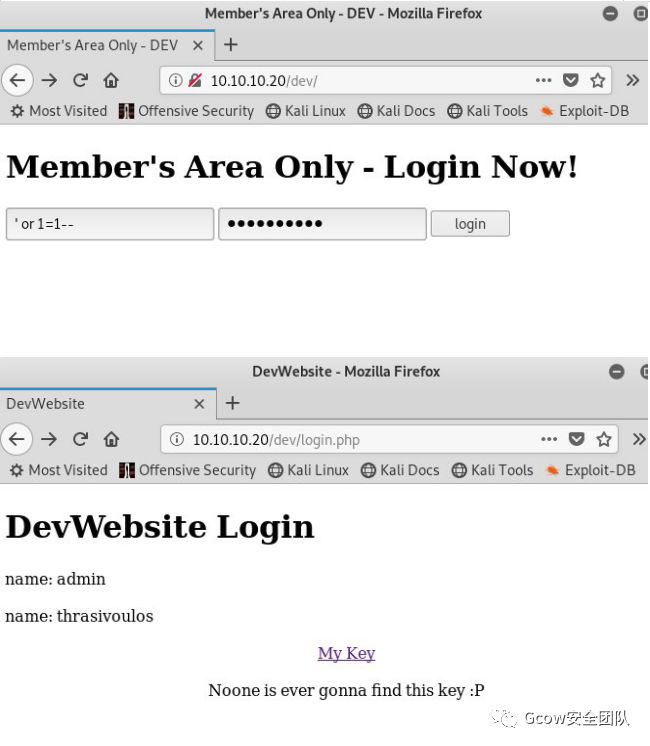 Member's Area Only - DEV - Mozilla Firefox
Member's Area Only - DEV
10.10.10.20/dev/
Most Visited Offensive Security Kali Linux Kali Docs Kali Tools Exploit-DB
Member's Area Only - Login Now!
' or 1=1-- ●●●●●●●●●● login
DevWebsite - Mozilla Firefox
DevWebsite
10.10.10.20/dev/login.php
Most Visited Offensive Security Kali Linux Kali Docs Kali Tools Exploit-DB
DevWebsite Login
name: admin
name: thrasivoulos
My Key
Noone is ever gonna find this key :P
Gcow安全团队